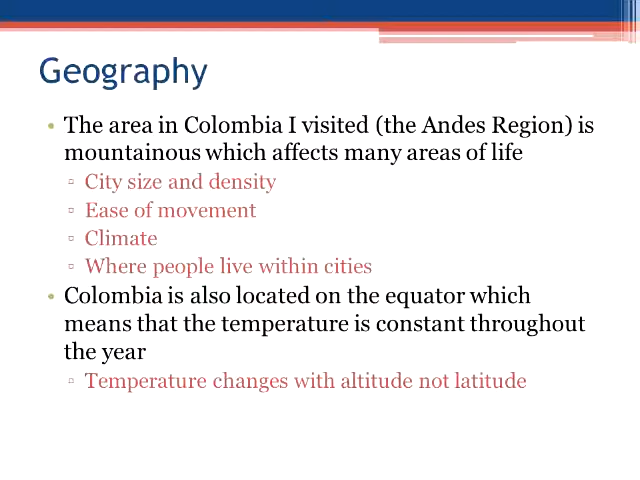 Geography
• The area in Colombia I visited (the Andes Region) is
mountainous which affects many areas of life
▫ City size and density
▫ Ease of movement
▫ Climate
▫ Where people live within cities
• Colombia is also located on the equator which
means that the temperature is constant throughout
the year
▫ Temperature changes with altitude not latitude